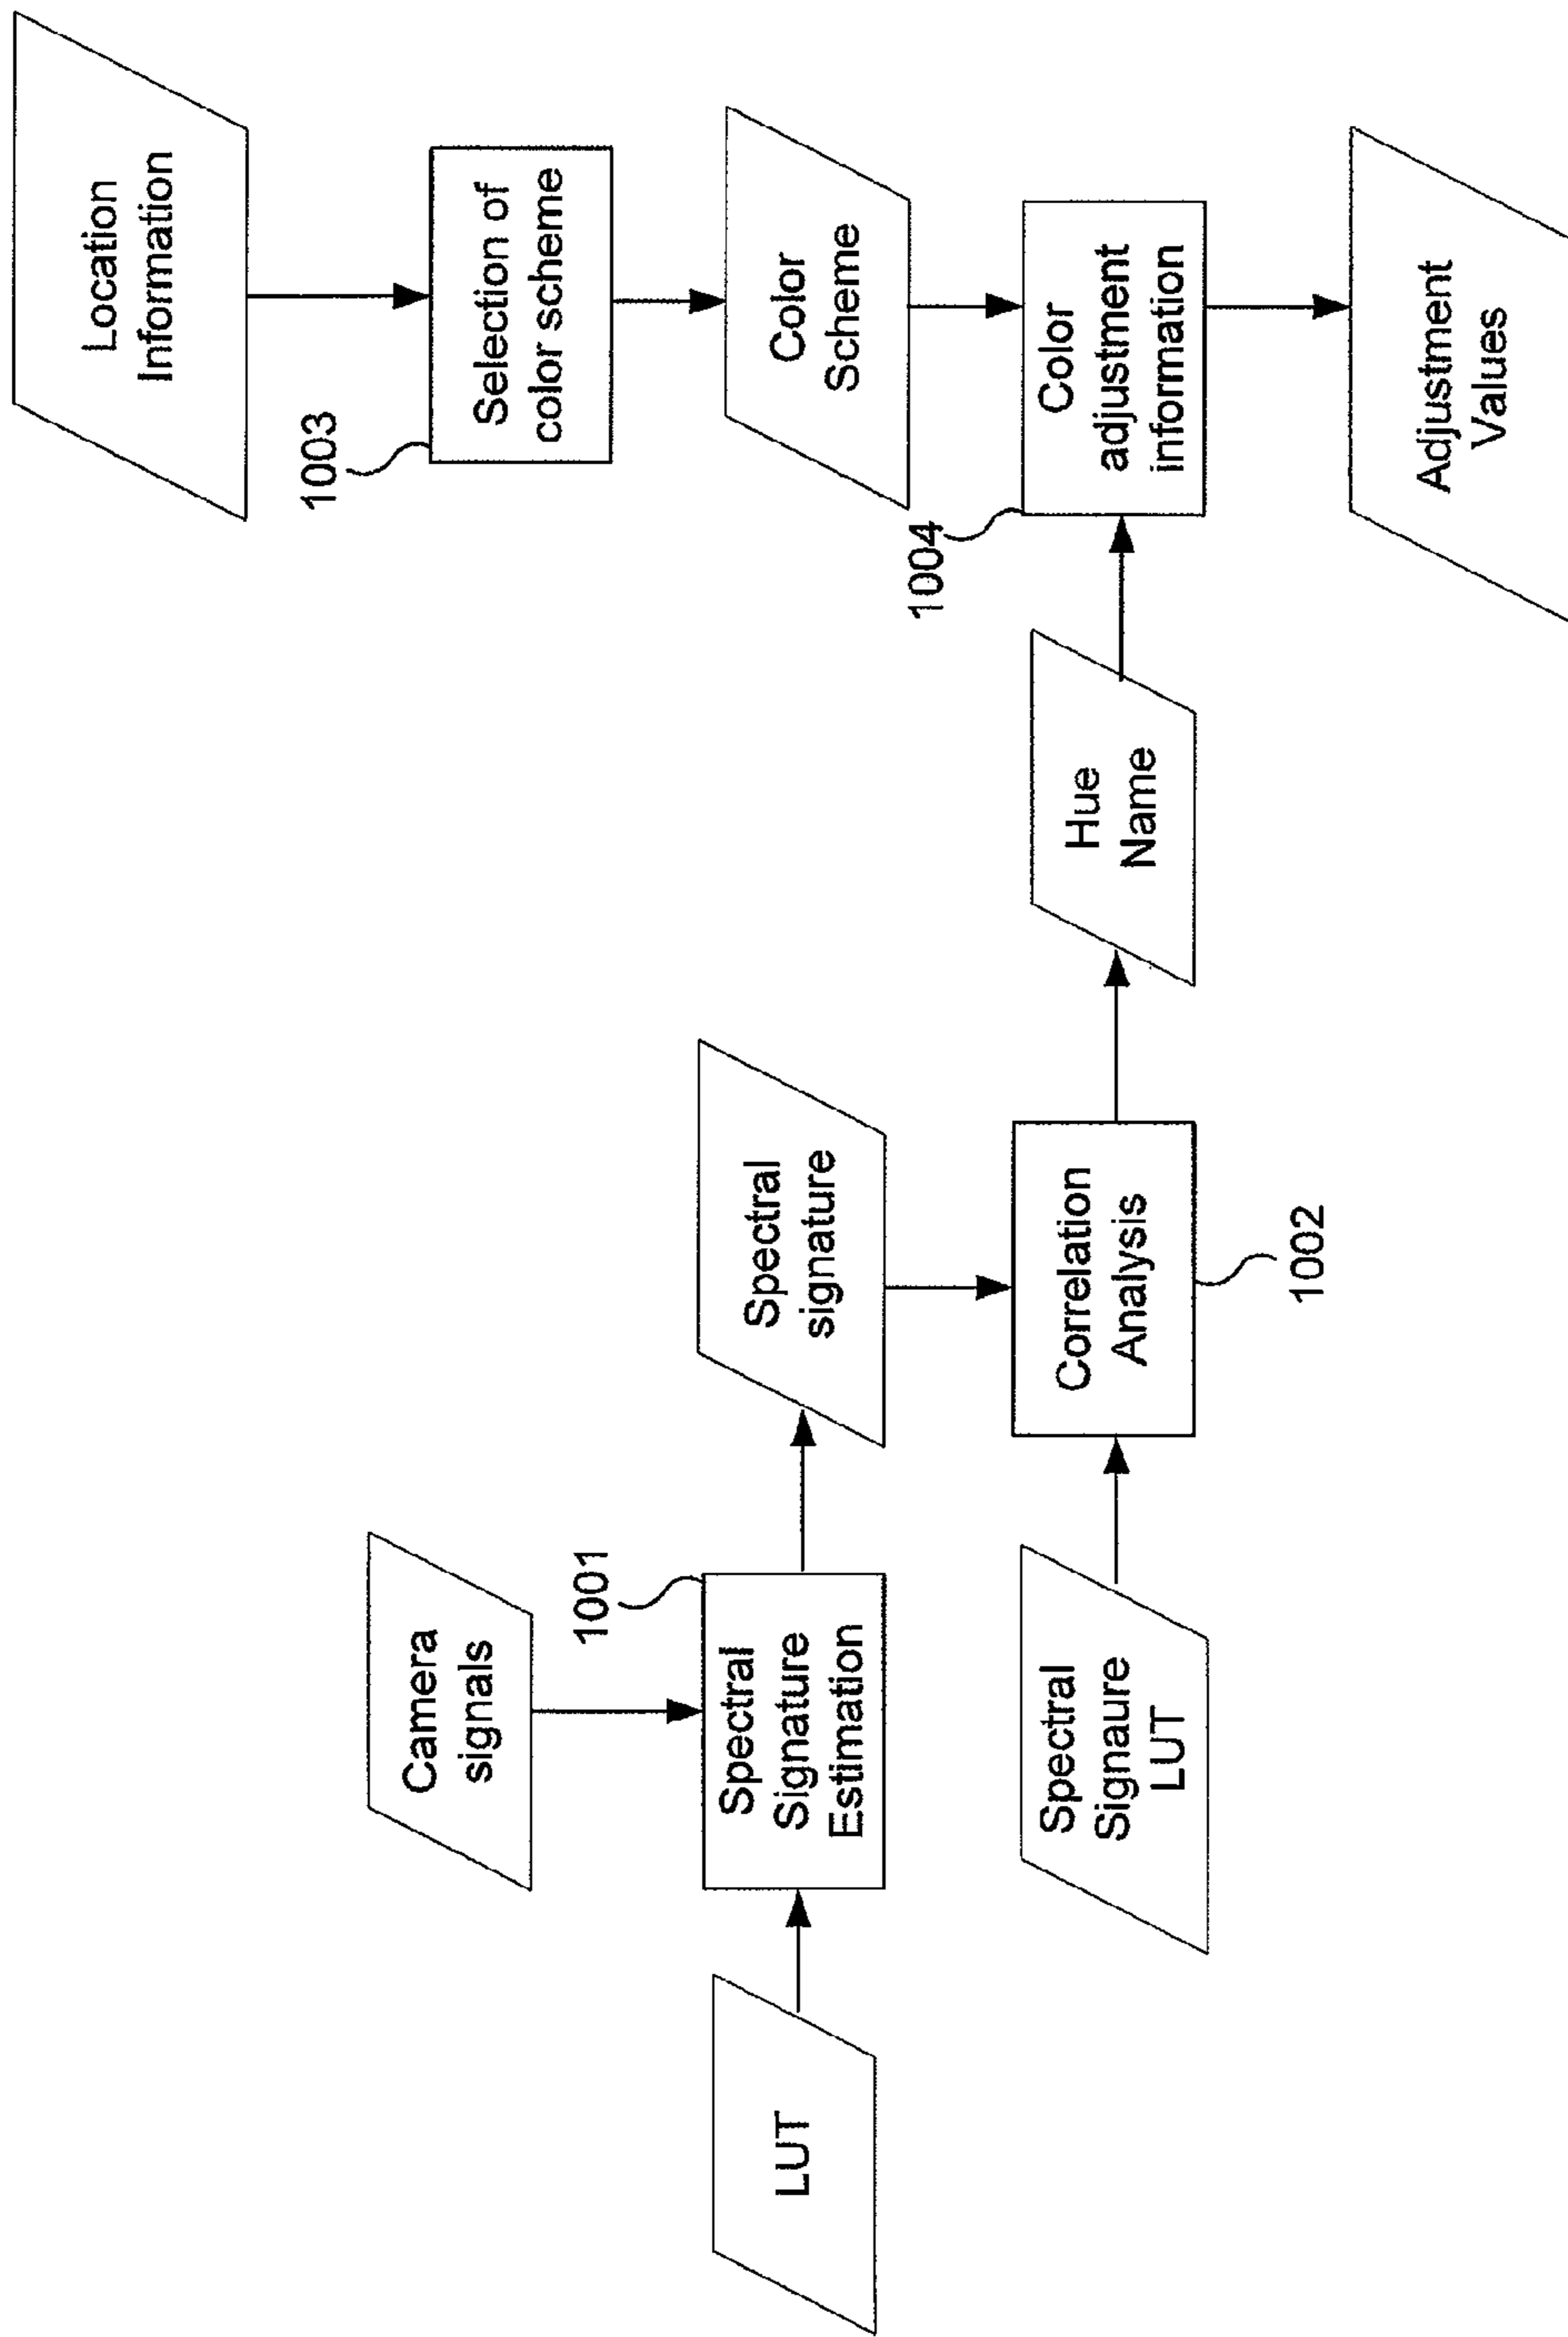 Location
Information
1003
Selection of
color scheme
Color
Scheme
1004
Color
adjustment
information
Adjustment
Values
Hue
Name
Camera
signals
1001
Spectral
Signature
Estimation
LUT
Spectral
signature
Correlation
Analysis
1002
Spectral
Signaure
LUT